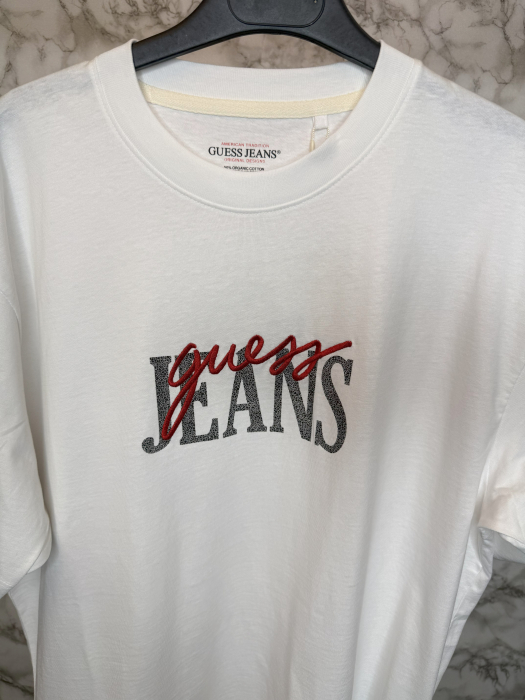 AMERICAN TRADITION
GUESS JEANS®
ORIGINAL DESIGNS
100% ORGANIC COTTON
guess
JEANS